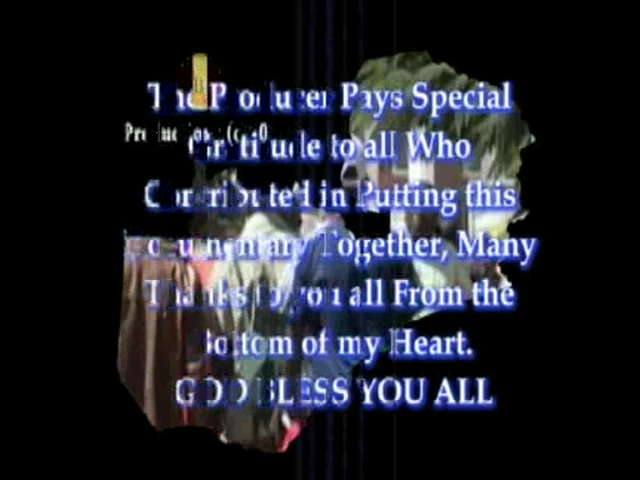 The Producer Pays Special
Gratitude to all Who
Contributed in Putting this
Documentary Together, Many
Thanks to you all From the
Bottom of my Heart.
GOD BLESS YOU ALL